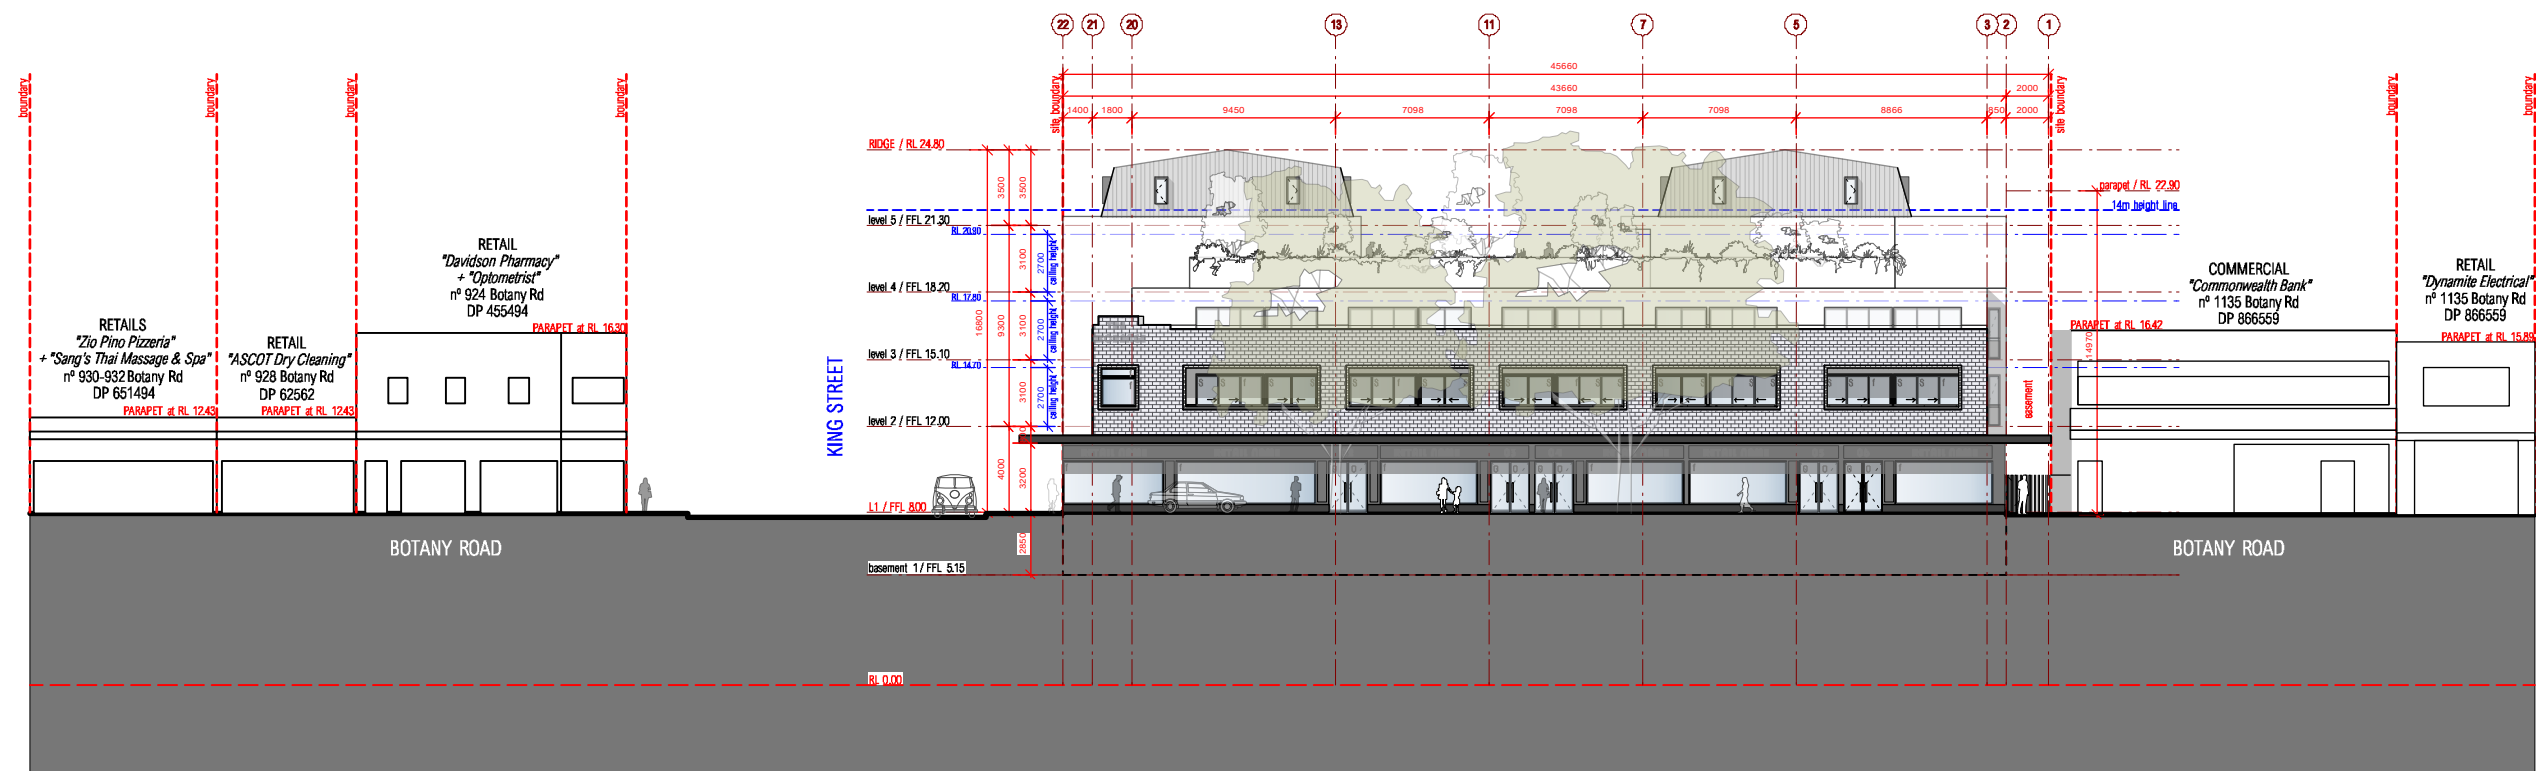 22
21
20
13
11
7
5
3
2
1
45660
43660
2000
1400
1800
9450
7098
7098
7098
8866
850
2000
boundary
boundary
boundary
boundary
site boundary
site boundary
boundary
boundary
RIDGE / RL 24.80
parapet / RL 22.90
14m height line
level 5 / FFL 21.30
RL 20.90
level 4 / FFL 18.20
RL 17.80
level 3 / FFL 15.10
RL 14.70
level 2 / FFL 12.00
L1 / FFL 8.00
basement 1 / FFL 5.15
RL 0.00
3500
3500
3100
2700
ceiling height
16800
9300
3100
2700
ceiling height
3100
2700
ceiling height
4000
3200
2850
14970
easement
KING STREET
RETAILS
"Zio Pino Pizzeria"
+ "Sang's Thai Massage & Spa"
nº 930-932 Botany Rd
DP 651494
PARAPET at RL 12.43
RETAIL
"ASCOT Dry Cleaning"
nº 928 Botany Rd
DP 62562
PARAPET at RL 12.43
RETAIL
"Davidson Pharmacy"
+ "Optometrist"
nº 924 Botany Rd
DP 455494
PARAPET at RL 16.30
COMMERCIAL
"Commonwealth Bank"
nº 1135 Botany Rd
DP 866559
PARAPET at RL 16.42
RETAIL
"Dynamite Electrical"
nº 1135 Botany Rd
DP 866559
PARAPET at RL 15.89
BOTANY ROAD
BOTANY ROAD